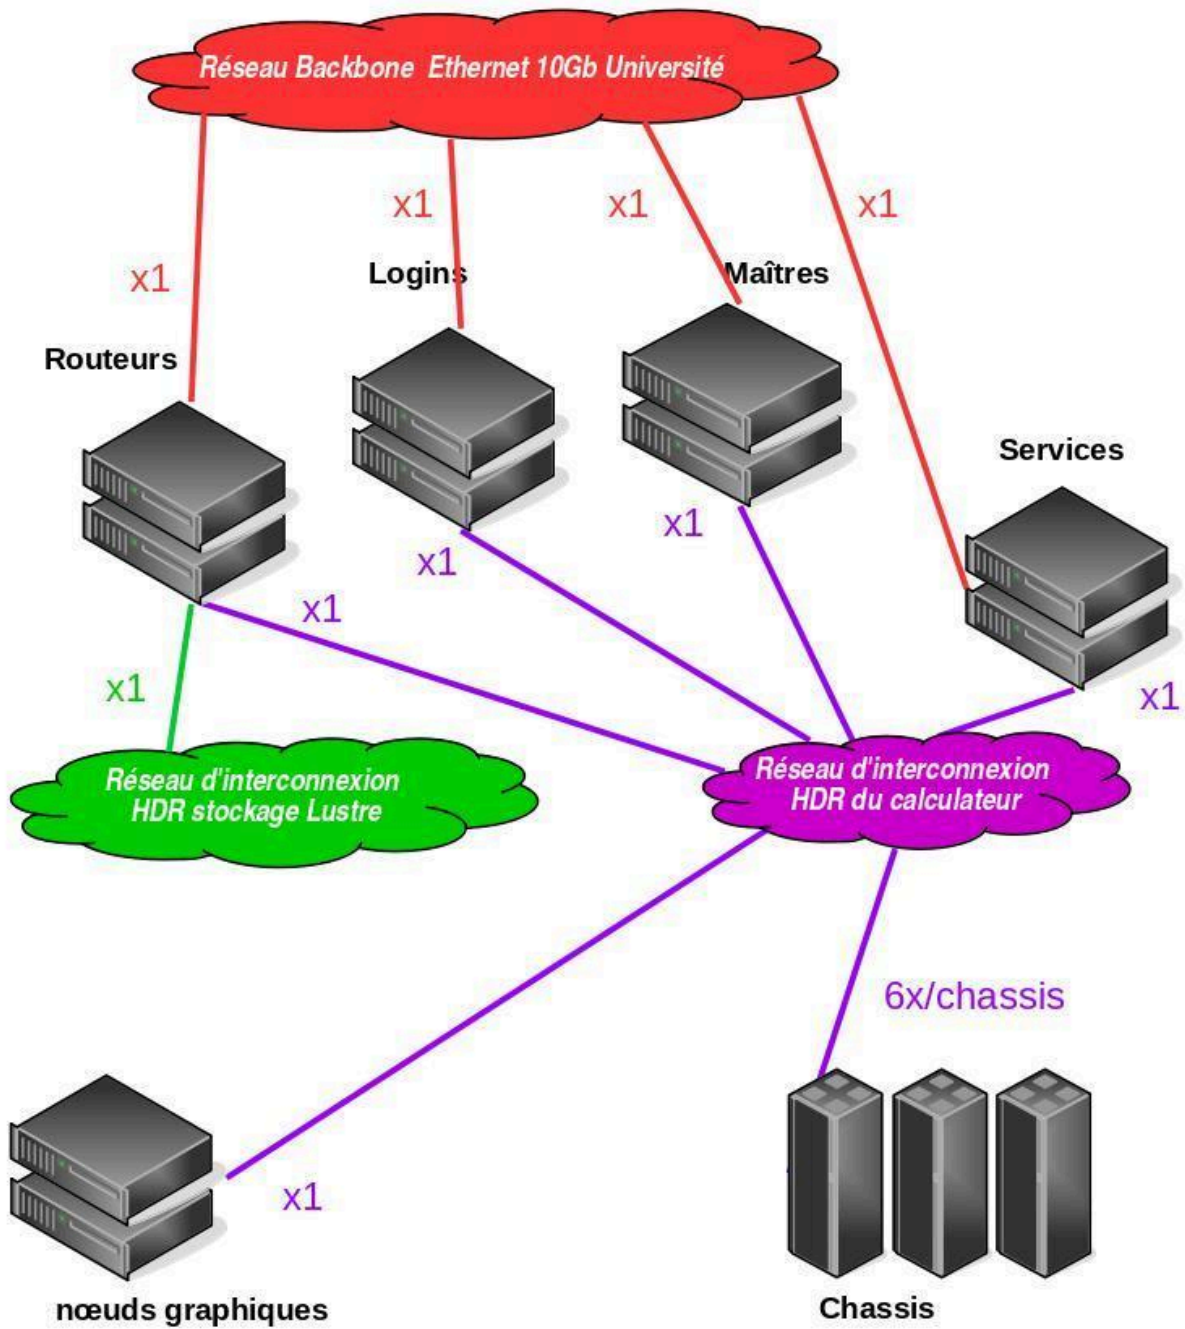 Réseau Backbone Ethernet 10Gb Université
x1
x1
x1
x1
Logins
Maîtres
Routeurs
Services
x1
x1
x1
x1
x1
Réseau d'interconnexion
HDR stockage Lustre
Réseau d'interconnexion
HDR du calculateur
6x/chassis
x1
nœuds graphiques
Chassis